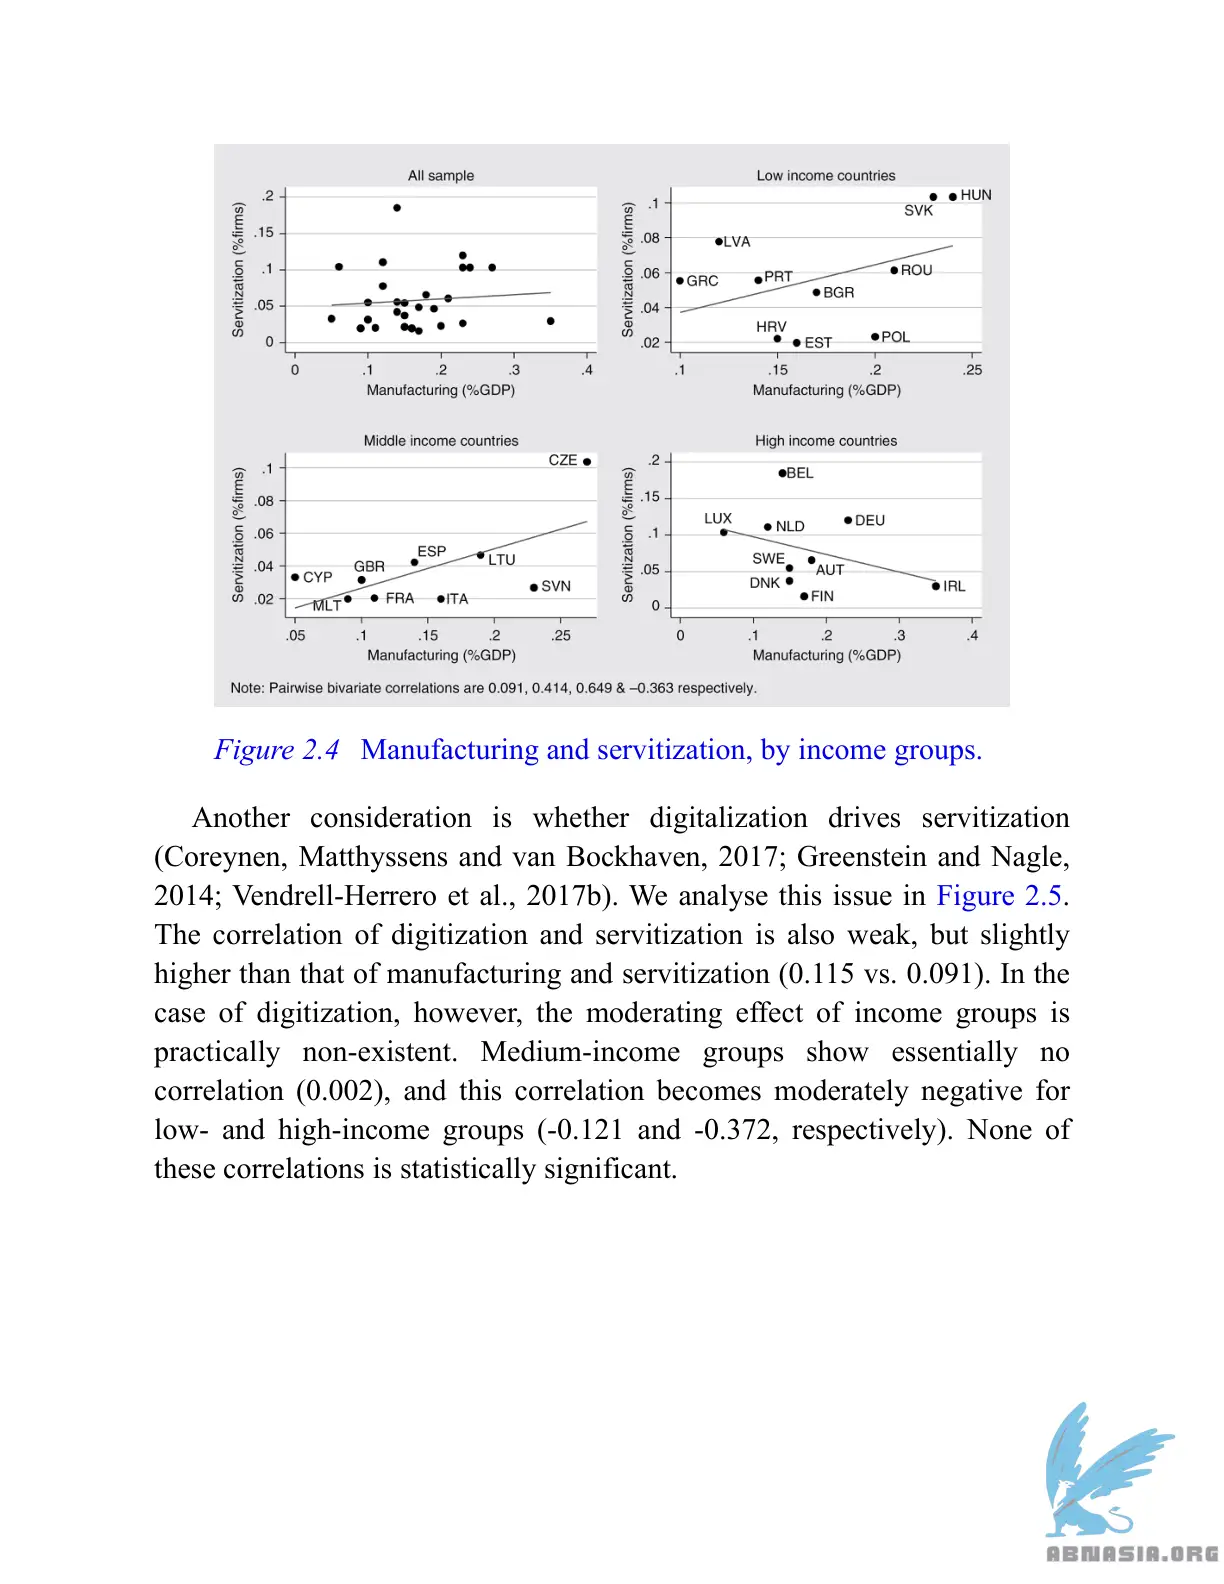 All sample
Servitization (%firms)
.2
.15
.1
.05
0
0 .1 .2 .3 .4
Manufacturing (%GDP)
Low income countries
Servitization (%firms)
.1
.08
.06
.04
.02
HUN
SVK
LVA
GRC
PRT
ROU
BGR
HRV
EST
POL
.1 .15 .2 .25
Manufacturing (%GDP)
Middle income countries
Servitization (%firms)
.1
.08
.06
.04
.02
CZE
ESP
LTU
GBR
CYP
SVN
MLT
FRA
ITA
.05 .1 .15 .2 .25
Manufacturing (%GDP)
High income countries
Servitization (%firms)
.2
.15
.1
.05
0
BEL
LUX
NLD
DEU
SWE
AUT
DNK
FIN
IRL
0 .1 .2 .3 .4
Manufacturing (%GDP)
Note: Pairwise bivariate correlations are 0.091, 0.414, 0.649 & –0.363 respectively.
Figure 2.4 Manufacturing and servitization, by income groups.
Another consideration is whether digitalization drives servitization
(Coreynen, Matthyssens and van Bockhaven, 2017; Greenstein and Nagle,
2014; Vendrell-Herrero et al., 2017b). We analyse this issue in Figure 2.5.
The correlation of digitization and servitization is also weak, but slightly
higher than that of manufacturing and servitization (0.115 vs. 0.091). In the
case of digitization, however, the moderating effect of income groups is
practically non-existent. Medium-income groups show essentially no
correlation (0.002), and this correlation becomes moderately negative for
low- and high-income groups (-0.121 and -0.372, respectively). None of
these correlations is statistically significant.
ABNASIA.ORG